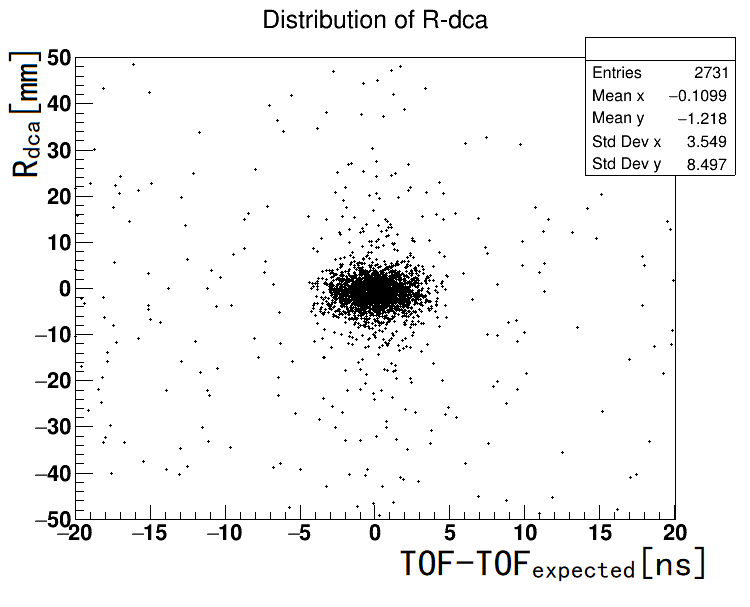 Distribution of R-dca
Entries 2731
Mean x −0.1099
Mean y −1.218
Std Dev x 3.549
Std Dev y 8.497
R_dca [mm]
50
40
30
20
10
0
−10
−20
−30
−40
−50
−20 −15 −10 −5 0 5 10 15 20
TOF−TOF_expected [ns]